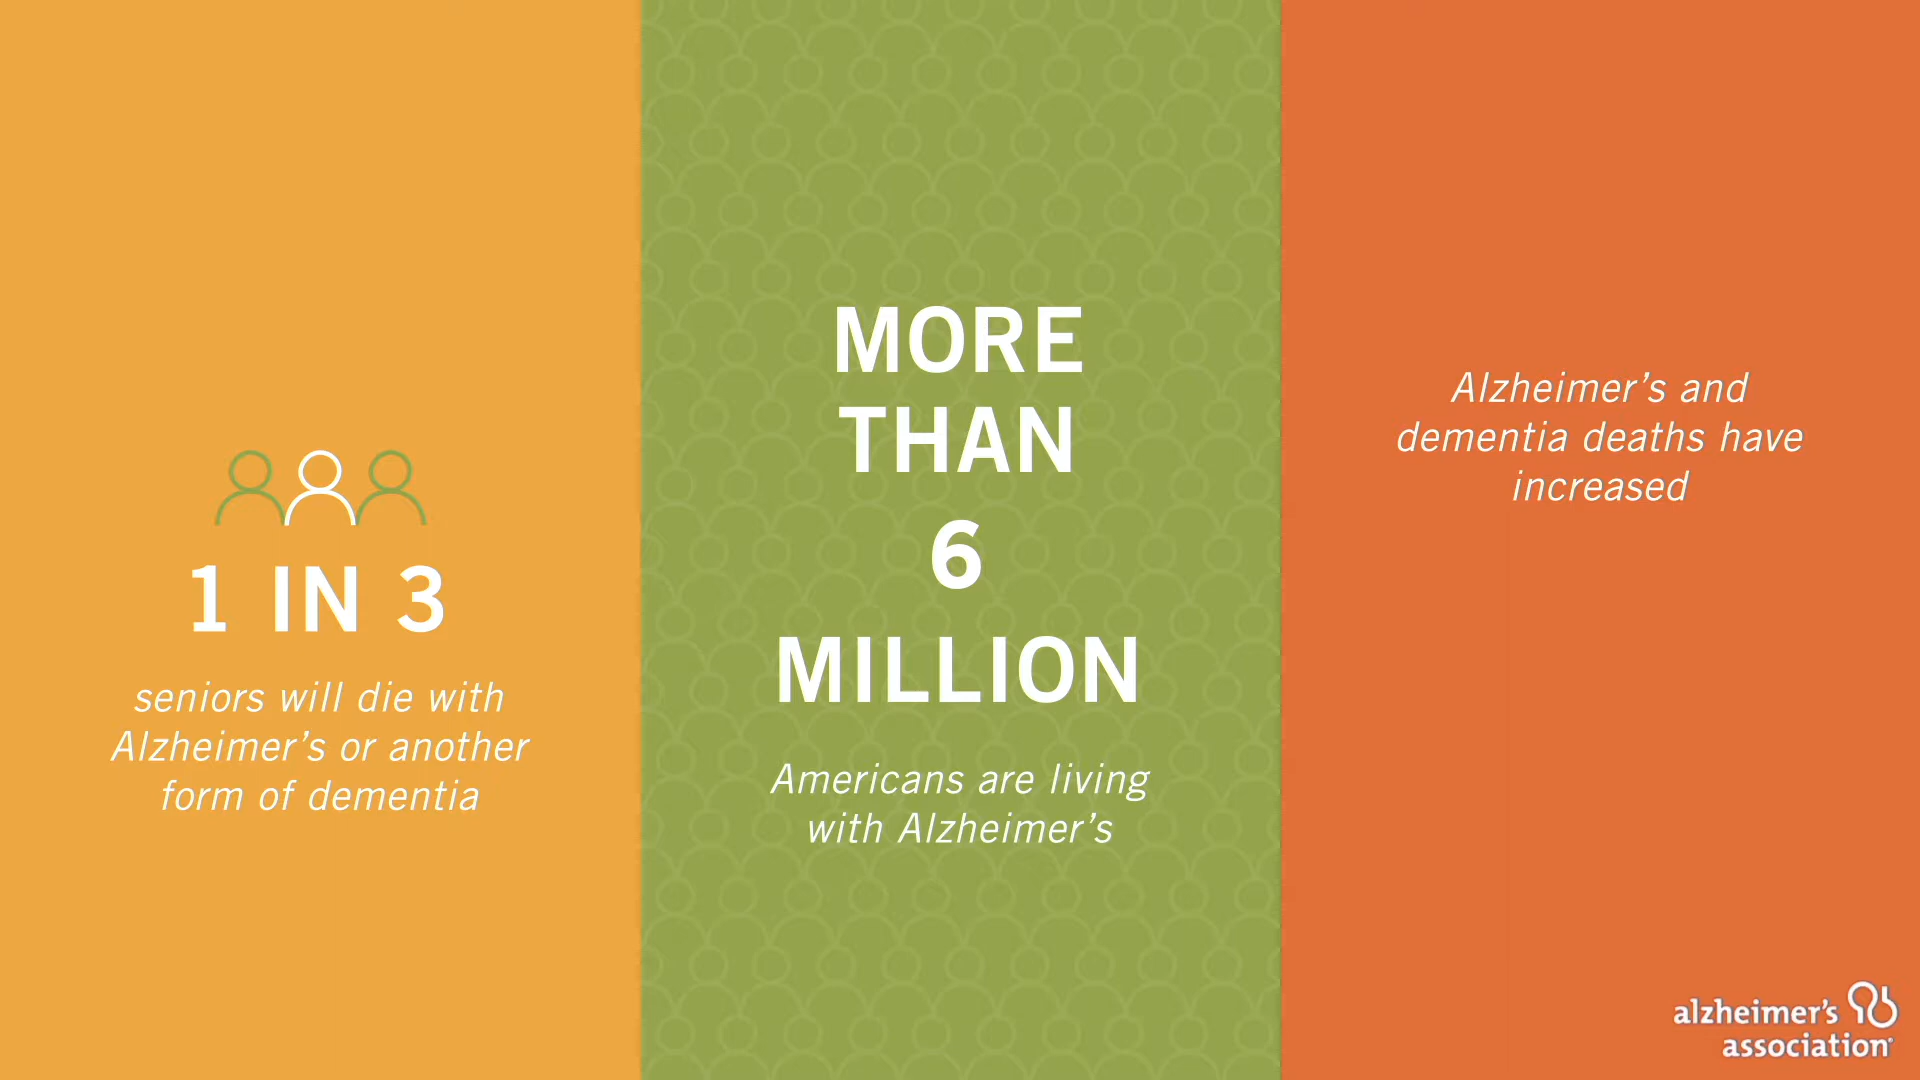 1 IN 3
seniors will die with
Alzheimer’s or another
form of dementia
MORE
THAN
6
MILLION
Americans are living
with Alzheimer’s
Alzheimer’s and
dementia deaths have
increased
alzheimer’s
association®